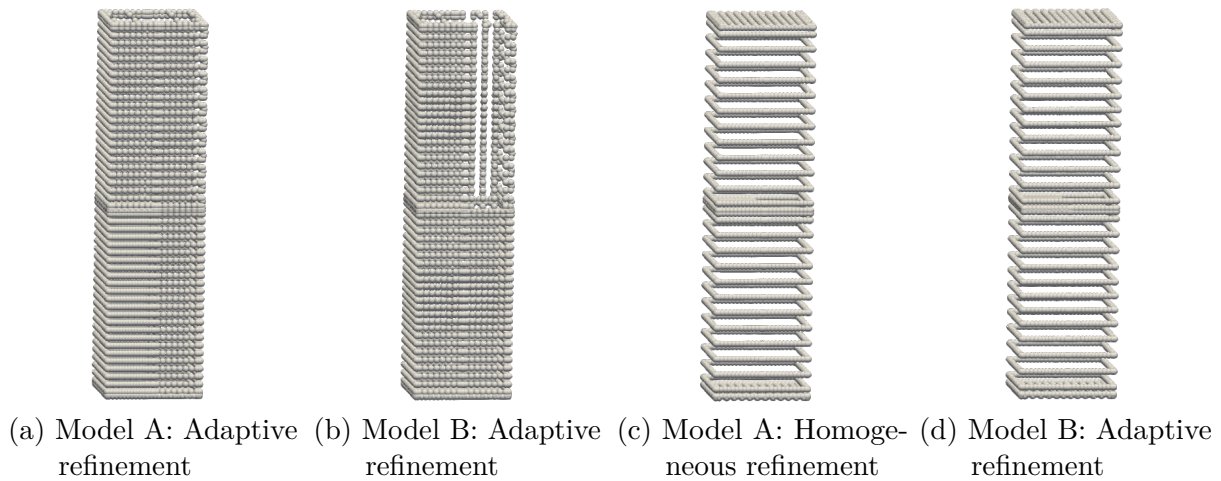 (a) Model A: Adaptive refinement
(b) Model B: Adaptive refinement
(c) Model A: Homoge-
neous refinement
(d) Model B: Adaptive refinement